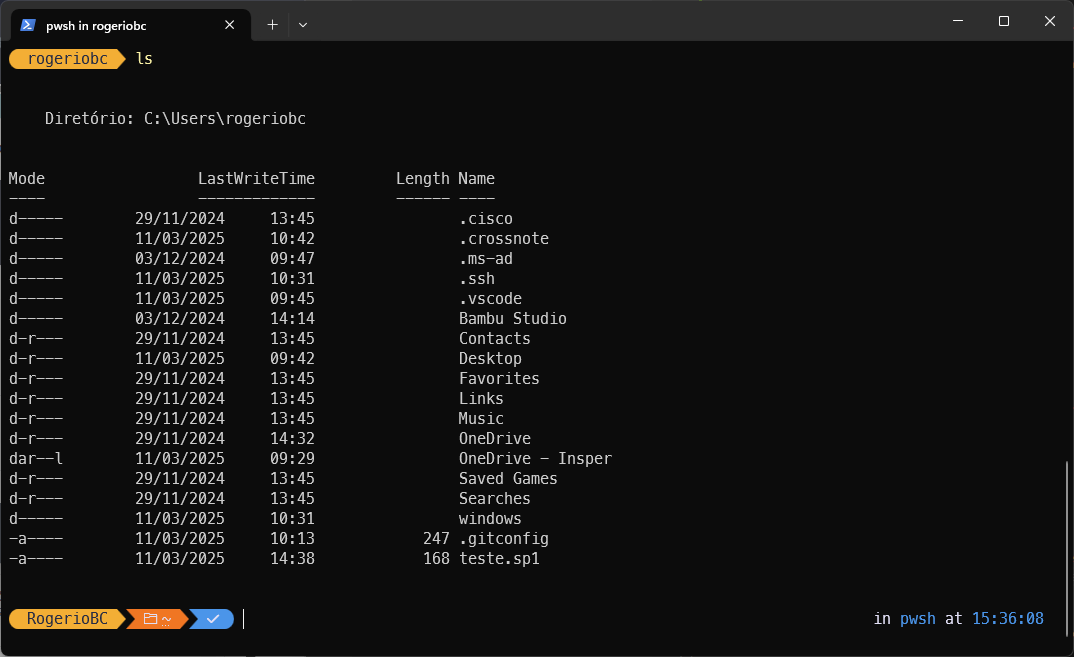 pwsh in rogeriobc
rogeriobc ls
Diretório: C:\Users\rogeriobc
Mode LastWriteTime Length Name
---- ------------- ------ ----
d----- 29/11/2024 13:45 .cisco
d----- 11/03/2025 10:42 .crossnote
d----- 03/12/2024 09:47 .ms-ad
d----- 11/03/2025 10:31 .ssh
d----- 11/03/2025 09:45 .vscode
d----- 03/12/2024 14:14 Bambu Studio
d-r--- 29/11/2024 13:45 Contacts
d-r--- 11/03/2025 09:42 Desktop
d-r--- 29/11/2024 13:45 Favorites
d-r--- 29/11/2024 13:45 Links
d-r--- 29/11/2024 13:45 Music
d-r--- 29/11/2024 14:32 OneDrive
dar--l 11/03/2025 09:29 OneDrive - Insper
d-r--- 29/11/2024 13:45 Saved Games
d-r--- 29/11/2024 13:45 Searches
d----- 11/03/2025 10:31 windows
-a---- 11/03/2025 10:13 247 .gitconfig
-a---- 11/03/2025 14:38 168 teste.sp1
RogerioBC ~ in pwsh at 15:36:08